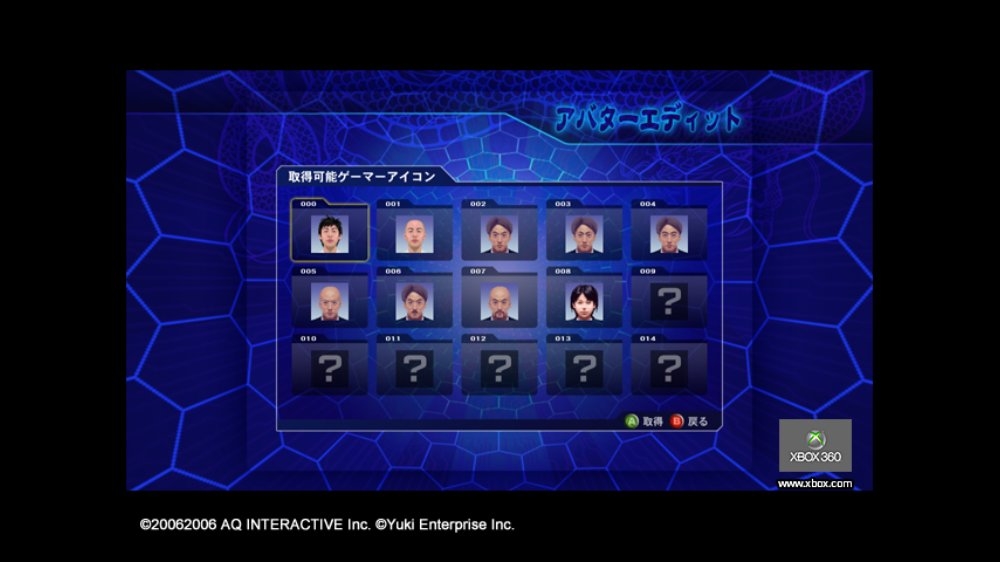 アバターエディット
取得可能ゲーマーアイコン
000 001 002 003 004
005 006 007 008 009
? 
010 011 012 013 014
? ? ? ? ?
A 取得 B 戻る
XBOX 360
www.xbox.com
©20062006 AQ INTERACTIVE Inc. ©Yuki Enterprise Inc.